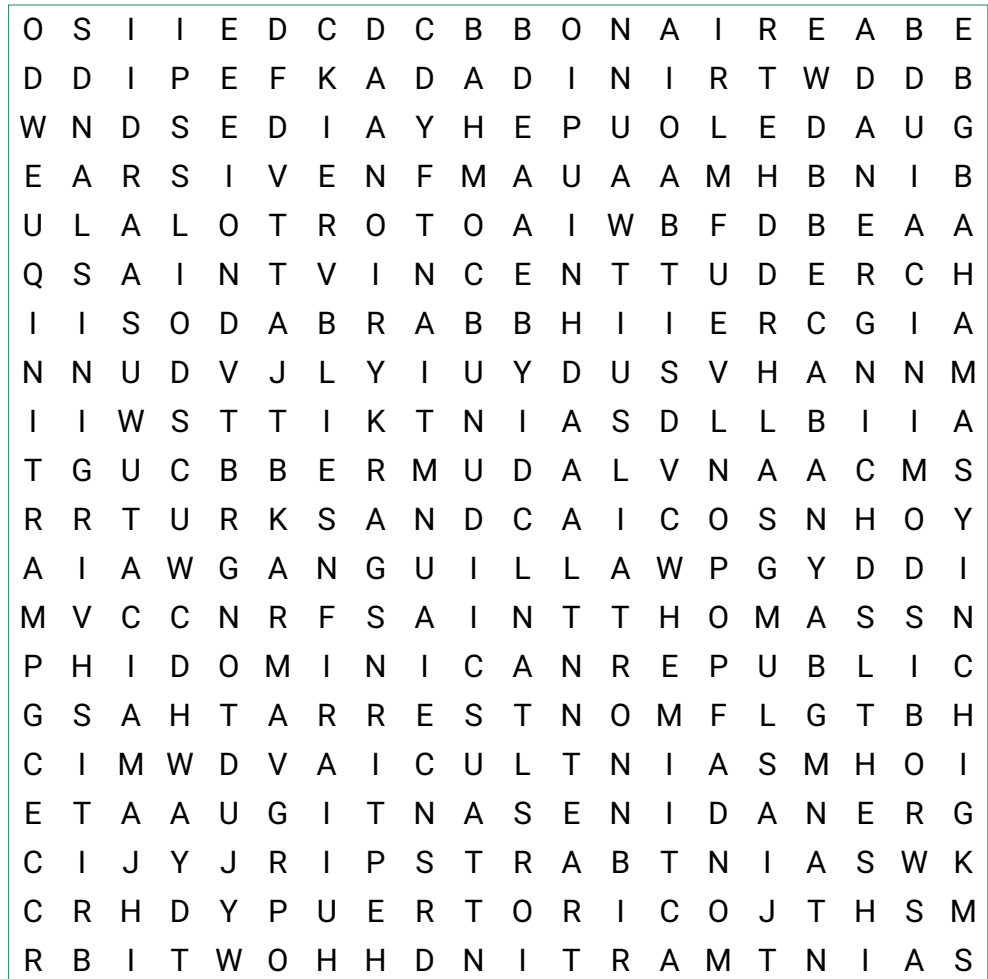 O S I I E D C D C B B O N A I R E A B E
D D I P E F K A D A D I N I R T W D D B
W N D S E D I A Y H E P U O L E D A U G
E A R S I V E N F M A U A A M H B N I B
U L A L O T R O T O A I W B F D B E A A
Q S A I N T V I N C E N T T U D E R C H
I I S O D A B R A B B H I I E R C G I A
N N U D V J L Y I U Y D U S V H A N N M
I I W S T T I K T N I A S D L L B I I A
T G U C B B E R M U D A L V N A A C M S
R R T U R K S A N D C A I C O S N H O Y
A I A W G A N G U I L L A W P G Y D D I
M V C C N R F S A I N T T H O M A S S N
P H I D O M I N I C A N R E P U B L I C
G S A H T A R R E S T N O M F L G T B H
C I M W D V A I C U L T N I A S M H O I
E T A A U G I T N A S E N I D A N E R G
C I J Y J R I P S T R A B T N I A S W K
C R H D Y P U E R T O R I C O J T H S M
R B I T W O H H D N I T R A M T N I A S